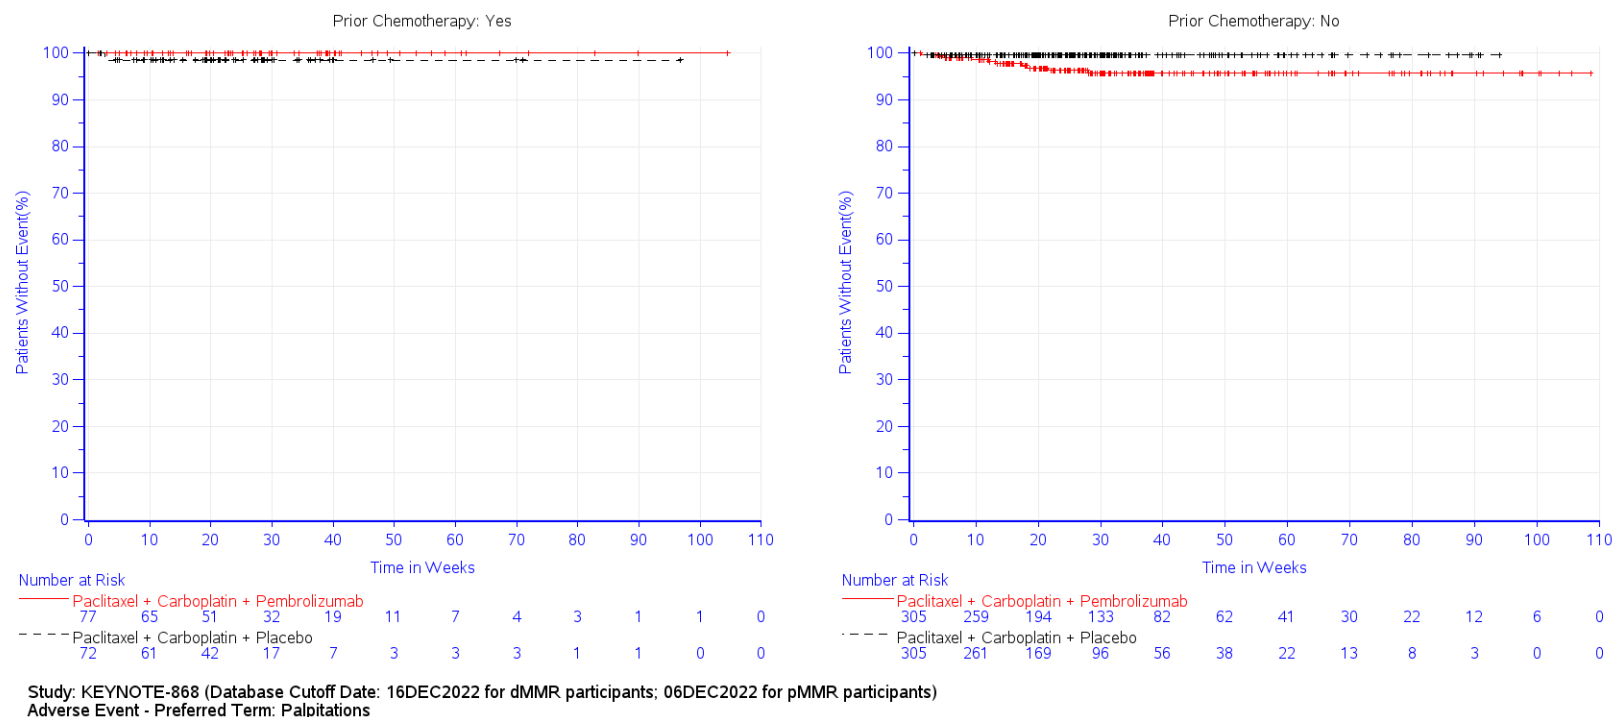 Prior Chemotherapy: Yes
Patients Without Event(%)
100
90
80
70
60
50
40
30
20
10
0
0 10 20 30 40 50 60 70 80 90 100 110
Time in Weeks
Number at Risk
Paclitaxel + Carboplatin + Pembrolizumab
77 65 51 32 19 11 7 4 3 1 1 0
Paclitaxel + Carboplatin + Placebo
72 61 42 17 7 3 3 3 1 1 0 0
Prior Chemotherapy: No
Patients Without Event(%)
100
90
80
70
60
50
40
30
20
10
0
0 10 20 30 40 50 60 70 80 90 100 110
Time in Weeks
Number at Risk
Paclitaxel + Carboplatin + Pembrolizumab
305 259 194 133 82 62 41 30 22 12 6 0
Paclitaxel + Carboplatin + Placebo
305 261 169 96 56 38 22 13 8 3 0 0
Study: KEYNOTE-868 (Database Cutoff Date: 16DEC2022 for dMMR participants; 06DEC2022 for pMMR participants)
Adverse Event - Preferred Term: Palpitations